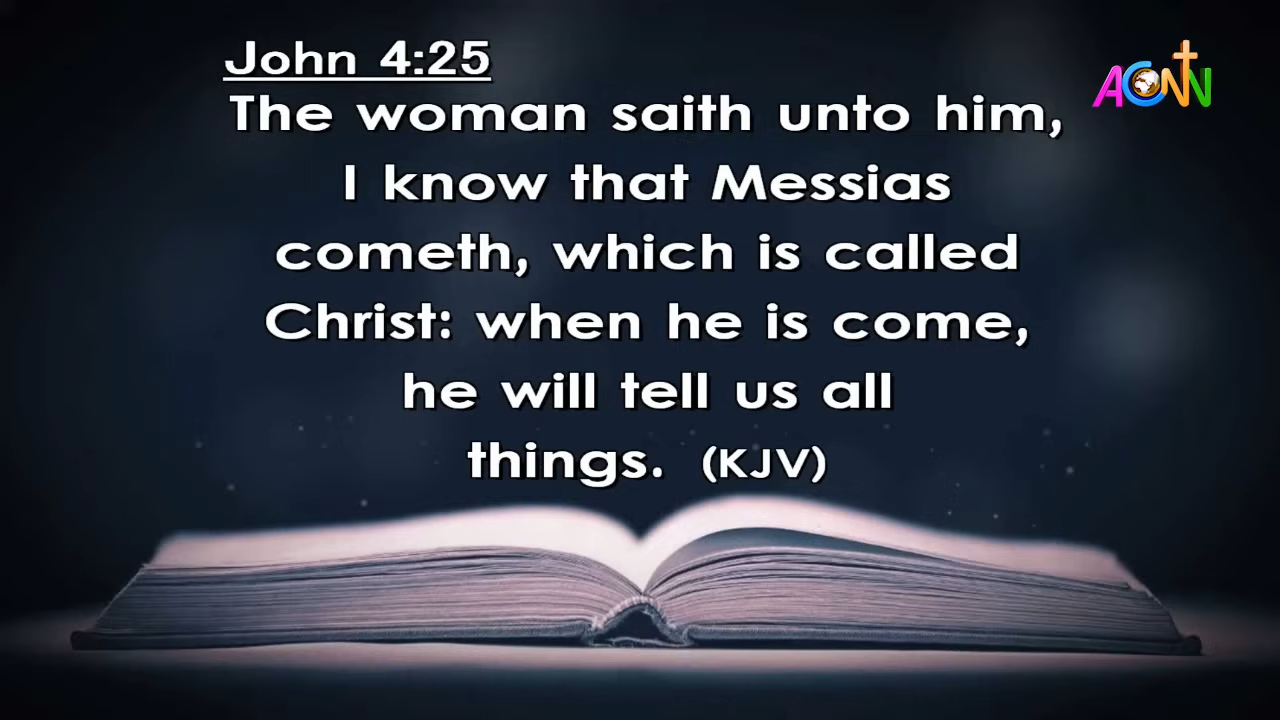 John 4:25
ACNN
The woman saith unto him,
I know that Messias
cometh, which is called
Christ: when he is come,
he will tell us all
things. (KJV)